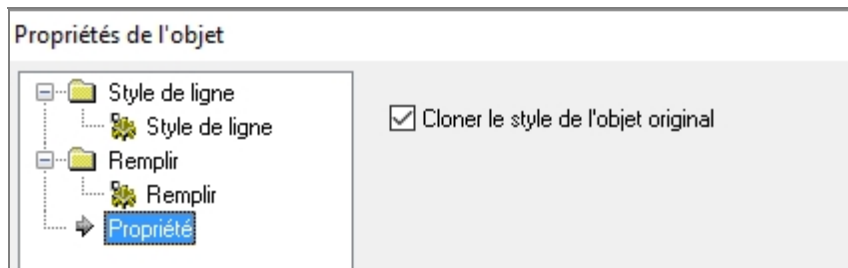 Propriétés de l'objet
Style de ligne
Style de ligne
Remplir
Remplir
Propriété
Cloner le style de l'objet original